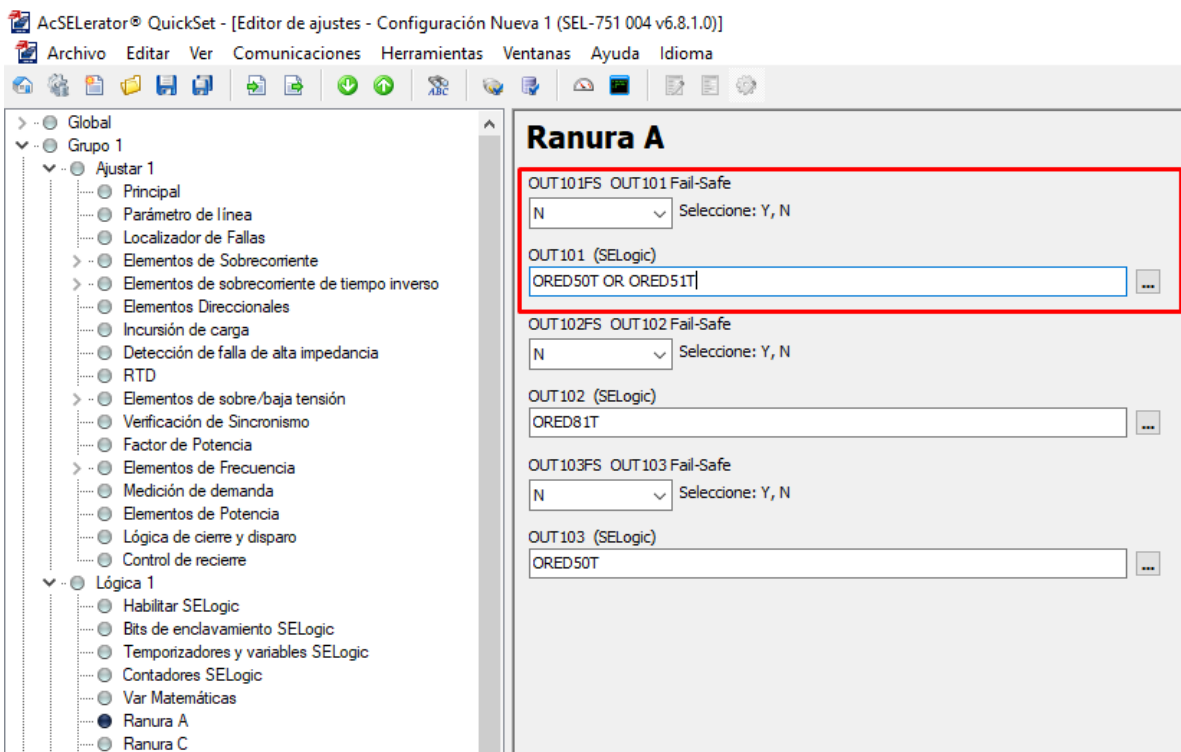 AcSELerator® QuickSet - [Editor de ajustes - Configuración Nueva 1 (SEL-751 004 v6.8.1.0)]
Archivo Editar Ver Comunicaciones Herramientas Ventanas Ayuda Idioma
Global
Grupo 1
Ajustar 1
Principal
Parámetro de línea
Localizador de Fallas
Elementos de Sobrecorriente
Elementos de sobrecorriente de tiempo inverso
Elementos Direccionales
Incursión de carga
Detección de falla de alta impedancia
RTD
Elementos de sobre/baja tensión
Verificación de Sincronismo
Factor de Potencia
Elementos de Frecuencia
Medición de demanda
Elementos de Potencia
Lógica de cierre y disparo
Control de recierre
Lógica 1
Habilitar SELogic
Bits de enclavamiento SELogic
Temporizadores y variables SELogic
Contadores SELogic
Var Matemáticas
Ranura A
Ranura C
Ranura A
OUT101FS OUT101 Fail-Safe
N Seleccione: Y, N
OUT101 (SELogic)
ORED50T OR ORED51T
...
OUT102FS OUT102 Fail-Safe
N Seleccione: Y, N
OUT102 (SELogic)
ORED81T
...
OUT103FS OUT103 Fail-Safe
N Seleccione: Y, N
OUT103 (SELogic)
ORED50T
...